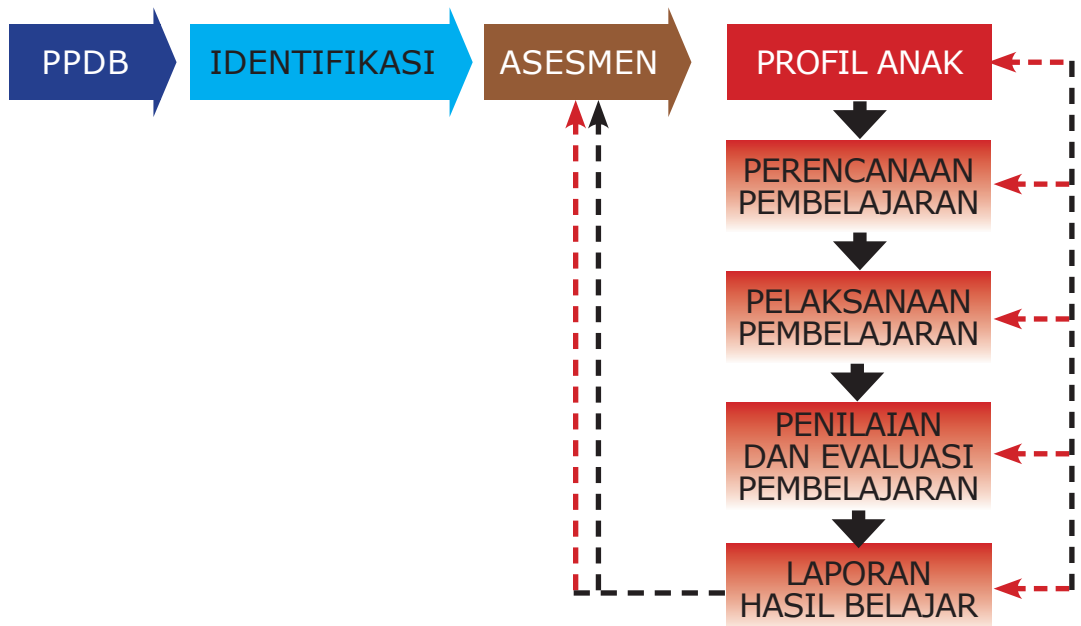 PPDB
IDENTIFIKASI
ASESMEN
PROFIL ANAK
PERENCANAAN
PEMBELAJARAN
PELAKSANAAN
PEMBELAJARAN
PENILAIAN
DAN EVALUASI
PEMBELAJARAN
LAPORAN
HASIL BELAJAR